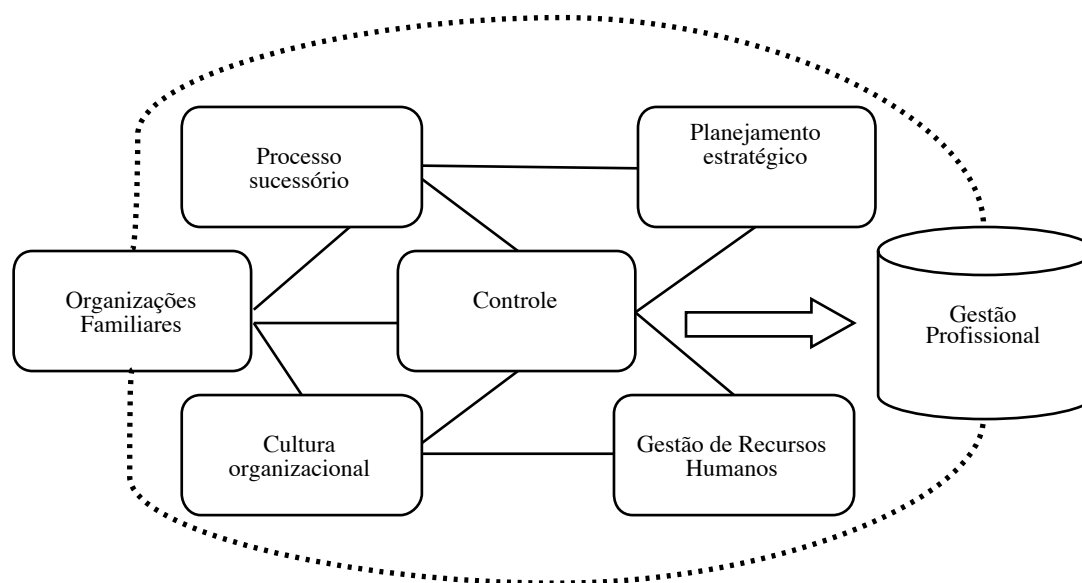 Processo
sucessório
Planejamento
estratégico
Organizações
Familiares
Controle
Gestão
Profissional
Cultura
organizacional
Gestão de Recursos
Humanos